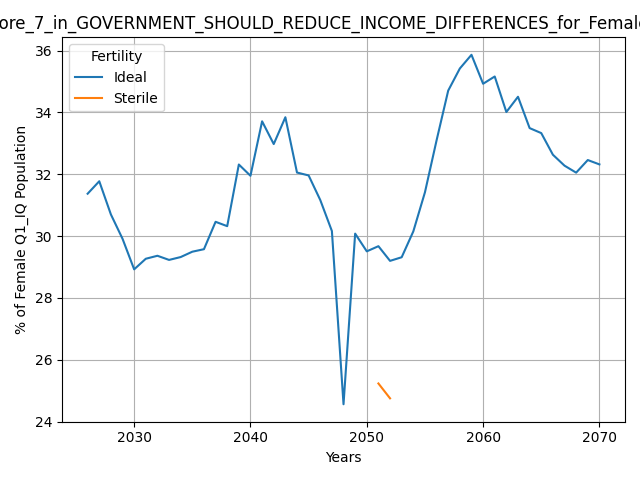 ore_7_in_GOVERNMENT_SHOULD_REDUCE_INCOME_DIFFERENCES_for_Female
Fertility
Ideal
Sterile
% of Female Q1_IQ Population
36
34
32
30
28
26
24
2030
2040
2050
2060
2070
Years